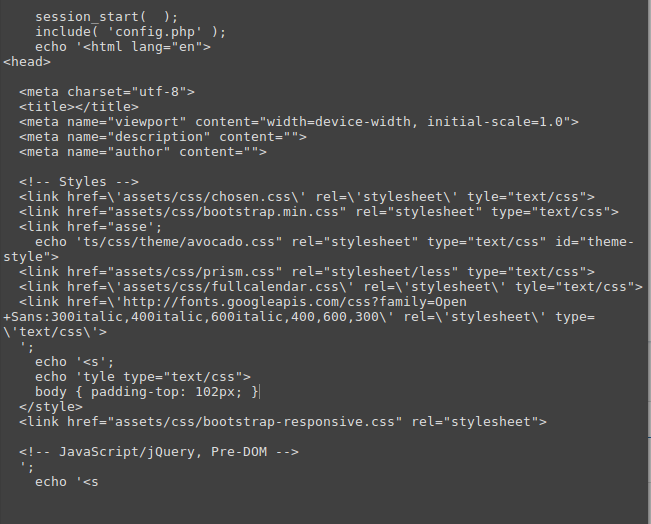 session_start(  );
include( 'config.php' );
echo '<html lang="en">
<head>
<meta charset="utf-8">
<title></title>
<meta name="viewport" content="width=device-width, initial-scale=1.0">
<meta name="description" content="">
<meta name="author" content="">
<!-- Styles -->
<link href=\'assets/css/chosen.css\' rel=\'stylesheet\' tyle="text/css">
<link href="assets/css/bootstrap.min.css" rel="stylesheet" type="text/css">
<link href="asse';
echo 'ts/css/theme/avocado.css" rel="stylesheet" type="text/css" id="theme-
style">
<link href="assets/css/prism.css" rel="stylesheet/less" type="text/css">
<link href=\'assets/css/fullcalendar.css\' rel=\'stylesheet\' tyle="text/css">
<link href=\'http://fonts.googleapis.com/css?family=Open
+Sans:300italic,400italic,600italic,400,600,300\' rel=\'stylesheet\' type=
\'text/css\'>
';
echo '<s';
echo 'tyle type="text/css">
body { padding-top: 102px; }
</style>
<link href="assets/css/bootstrap-responsive.css" rel="stylesheet">
<!-- JavaScript/jQuery, Pre-DOM -->
';
echo '<s